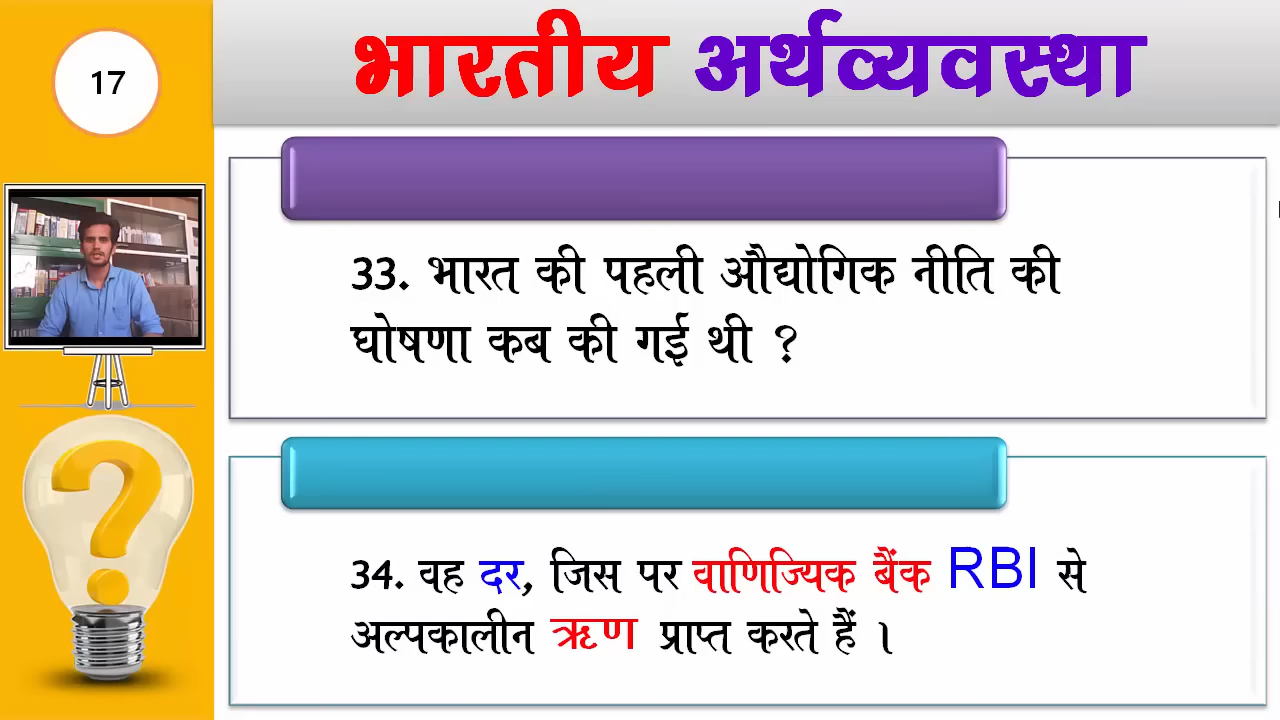 17
भारतीय अर्थव्यवस्था
33. भारत की पहली औद्योगिक नीति की
घोषणा कब की गई थी ?
34. वह दर, जिस पर वाणिज्यिक बैंक RBI से
अल्पकालीन ऋण प्राप्त करते हैं ।